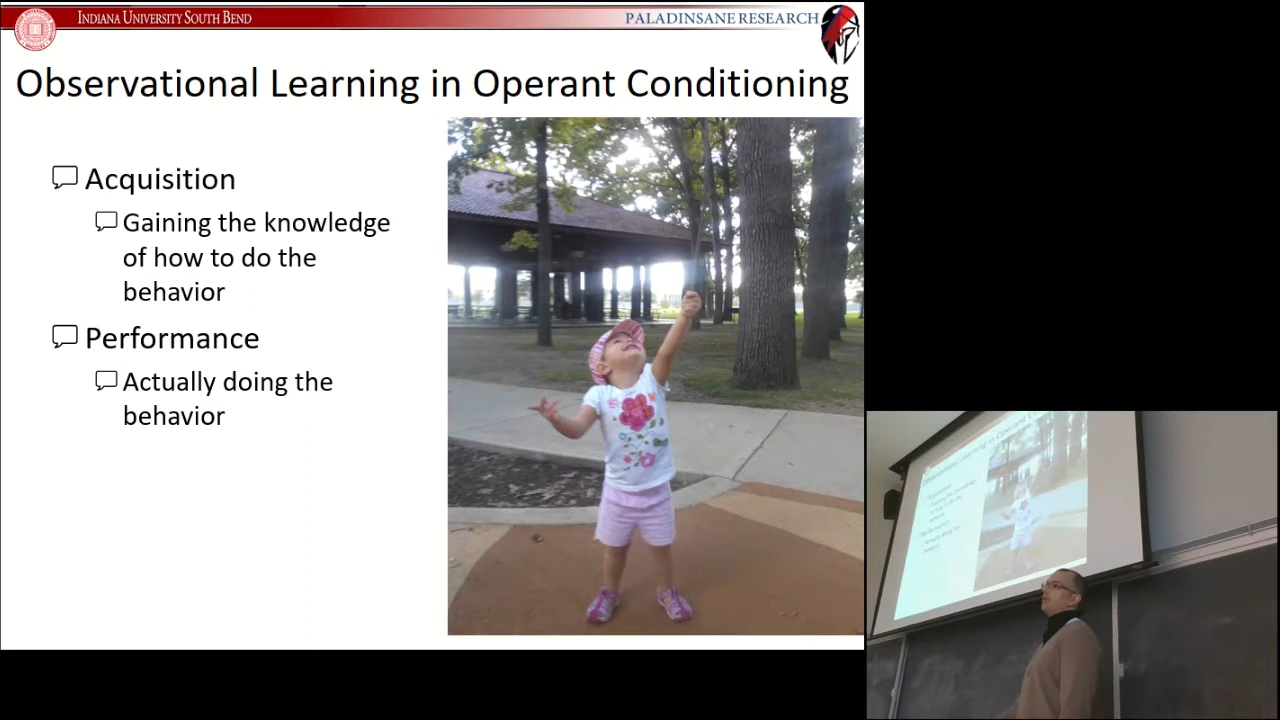 INDIANA UNIVERSITY SOUTH BEND
PALADINSANE RESEARCH
Observational Learning in Operant Conditioning
Acquisition
Gaining the knowledge
of how to do the
behavior
Performance
Actually doing the
behavior